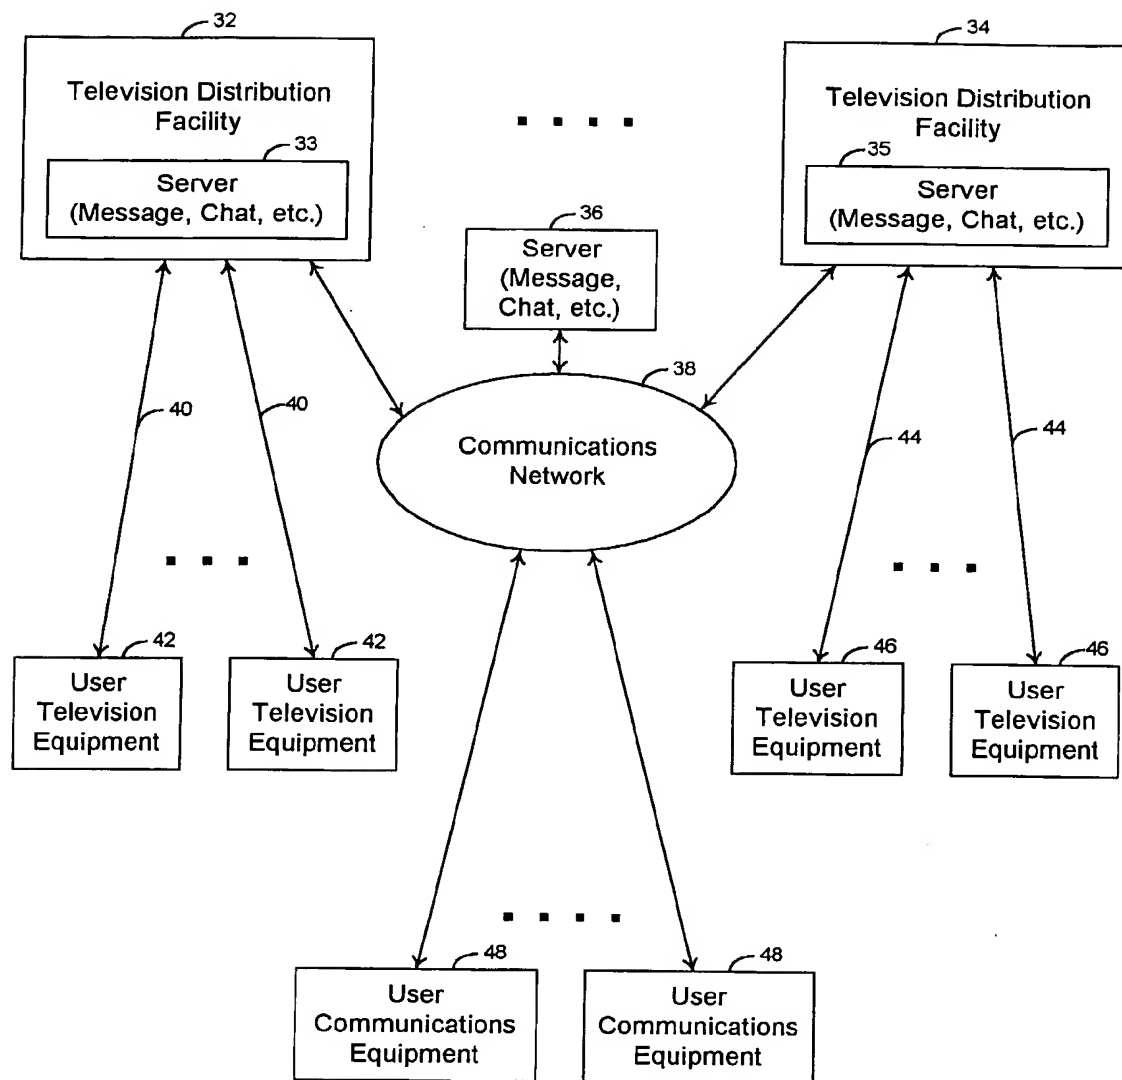 32
Television Distribution
Facility
33
Server
(Message, Chat, etc.)
34
Television Distribution
Facility
35
Server
(Message, Chat, etc.)
36
Server
(Message,
Chat, etc.)
38
Communications
Network
40
40
44
44
42
User
Television
Equipment
42
User
Television
Equipment
46
User
Television
Equipment
46
User
Television
Equipment
48
User
Communications
Equipment
48
User
Communications
Equipment